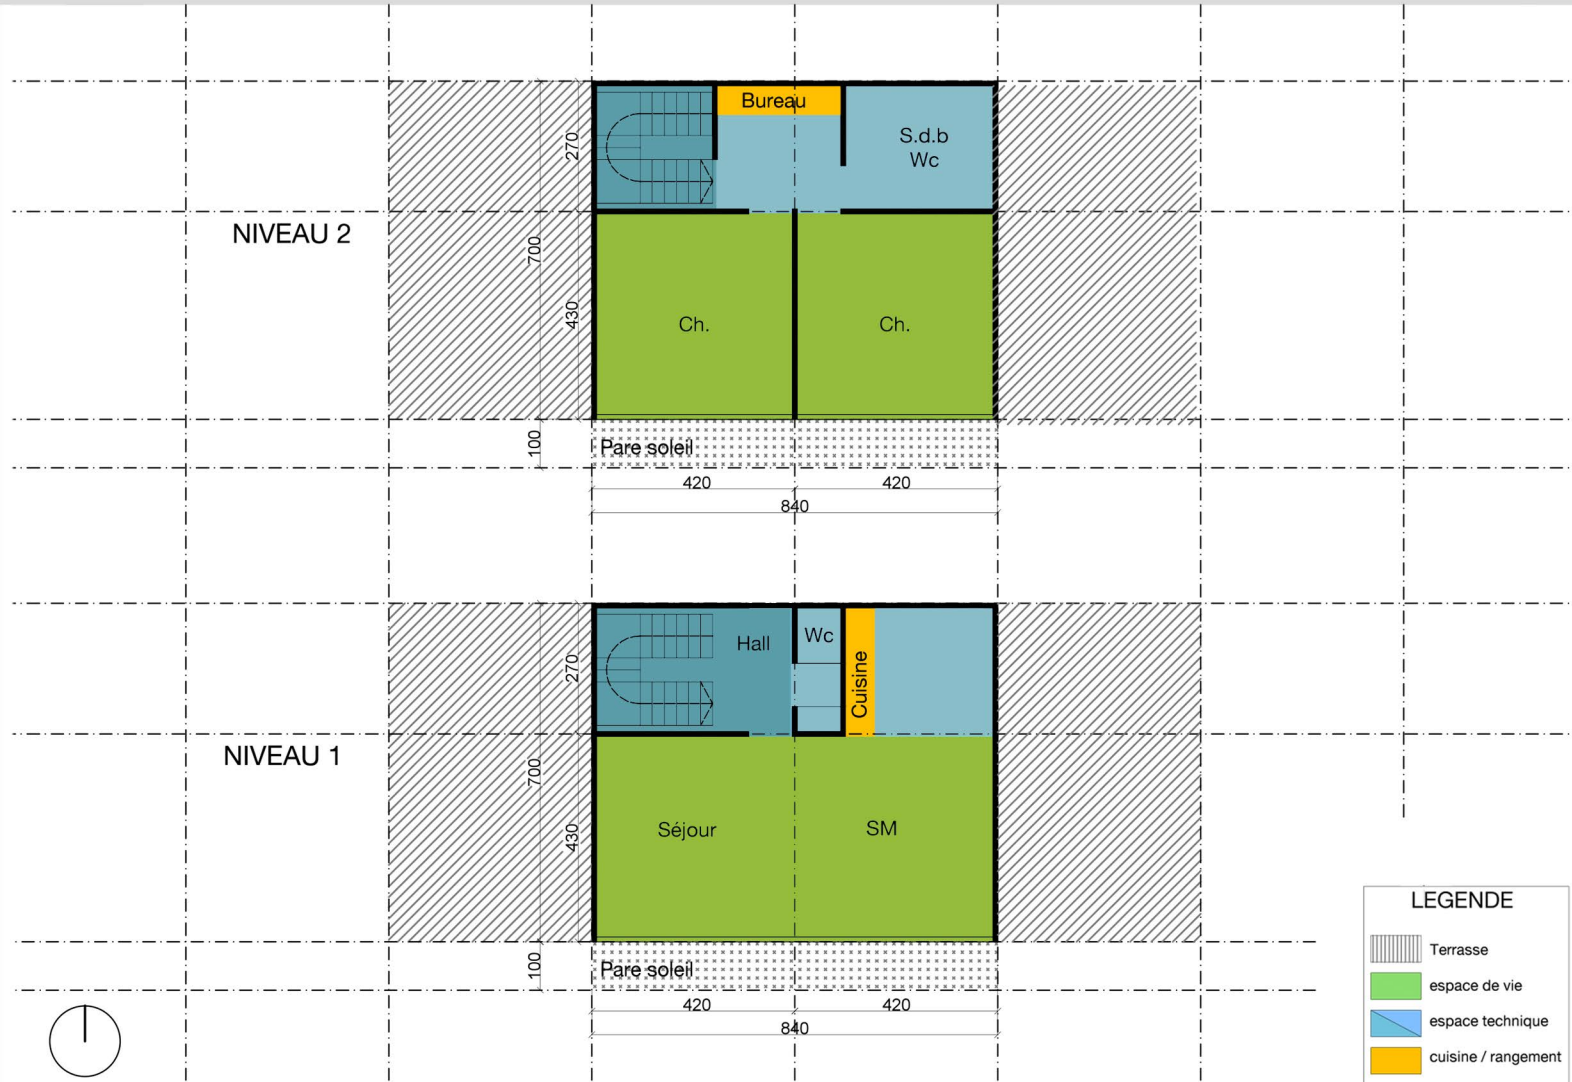 Bureau
S.d.b
Wc
270
NIVEAU 2
700
430
Ch.
Ch.
100
Pare soleil
420
420
840
Hall
Wc
Cuisine
270
NIVEAU 1
700
430
Séjour
SM
100
Pare soleil
420
420
840
LEGENDE
Terrasse
espace de vie
espace technique
cuisine / rangement